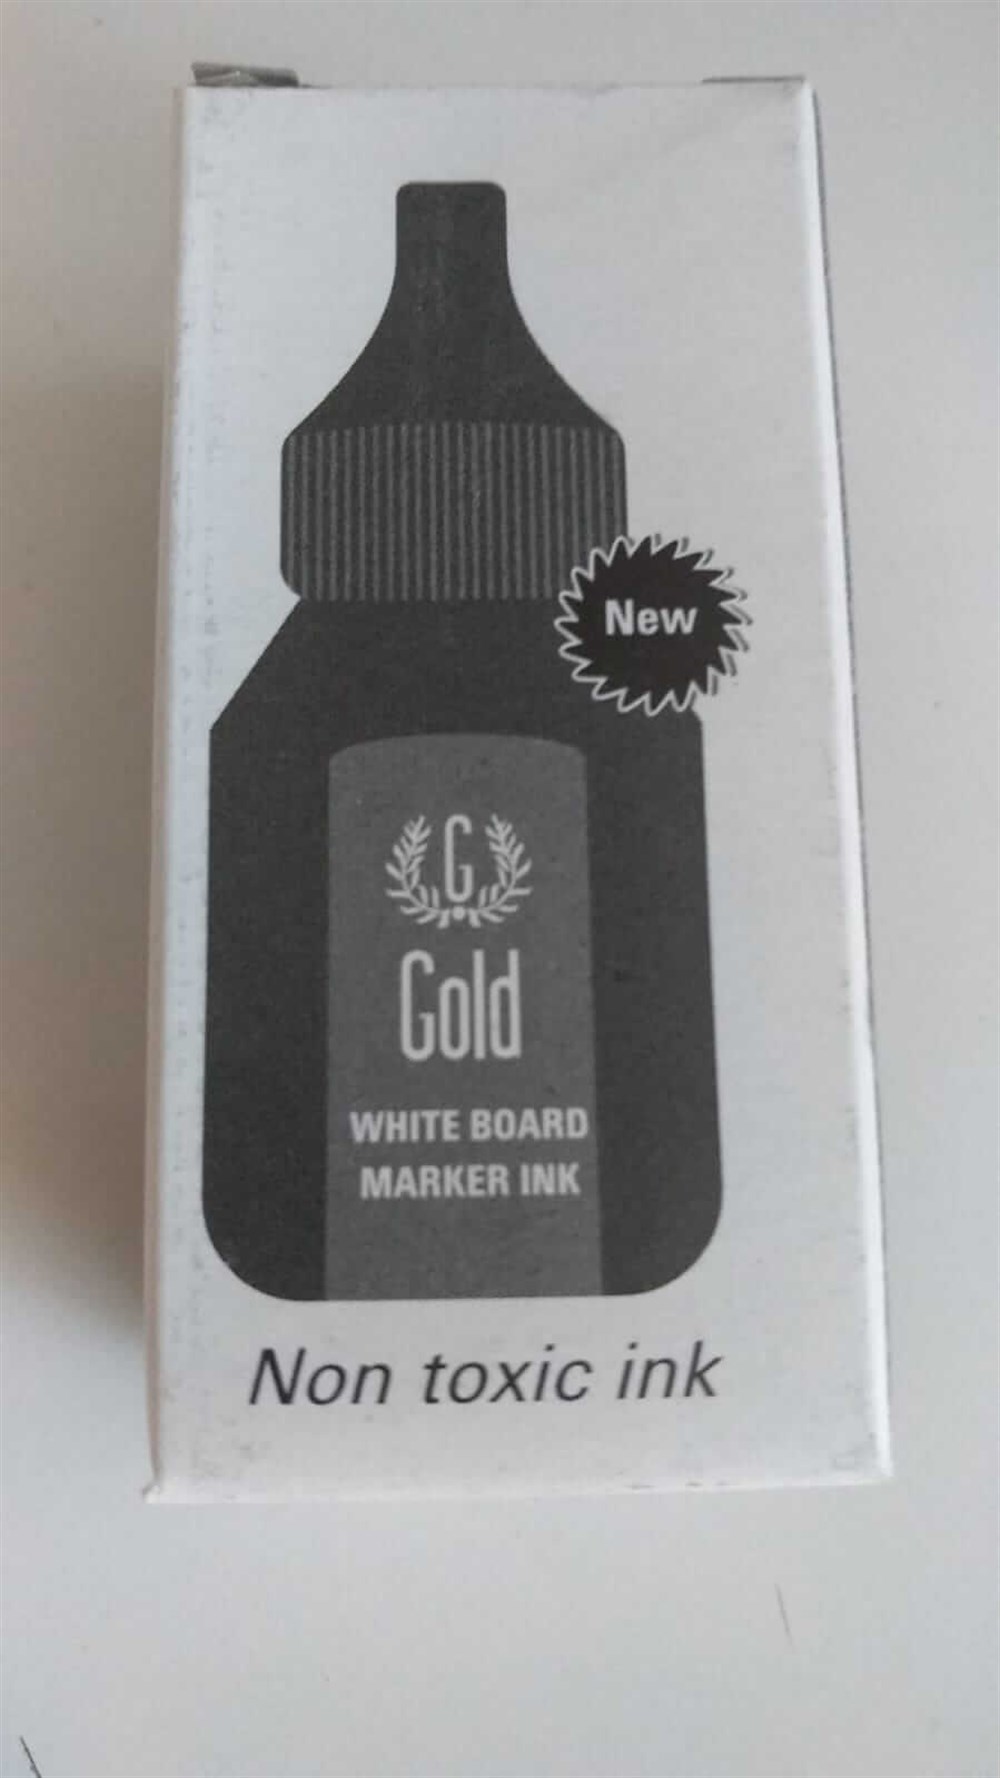 New
G
Gold
WHITE BOARD
MARKER INK
Non toxic ink